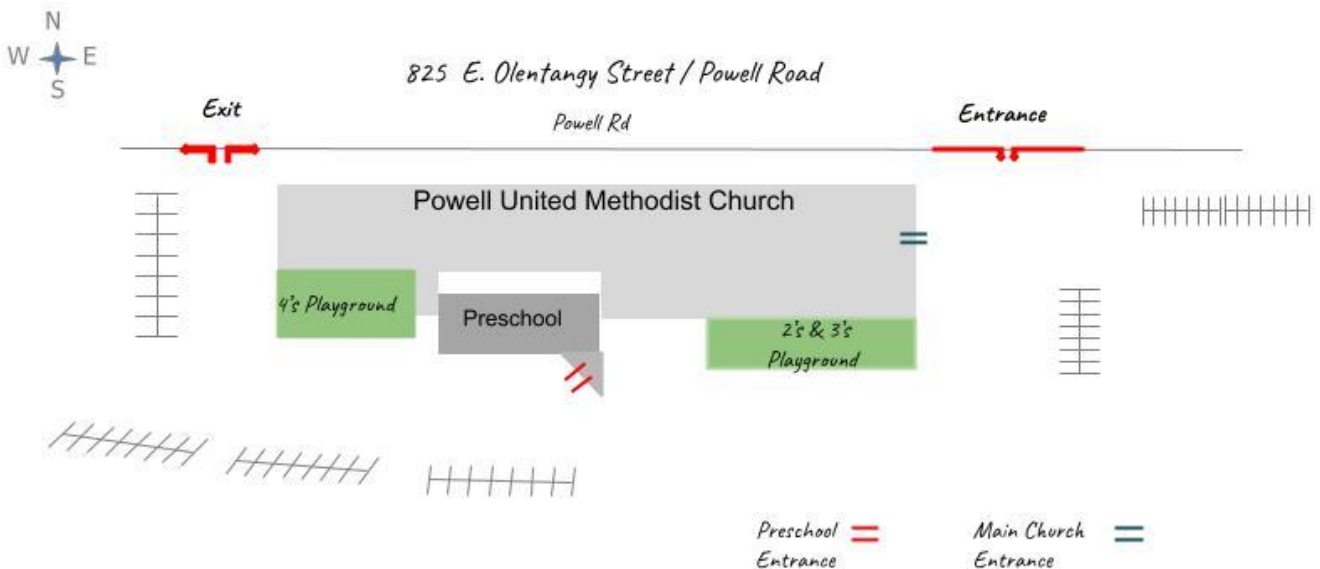 N
W E
S
825 E. Olentangy Street / Powell Road
Exit
Powell Rd
Entrance
Powell United Methodist Church
4's Playground
Preschool
2's & 3's
Playground
Preschool
Entrance
Main Church
Entrance